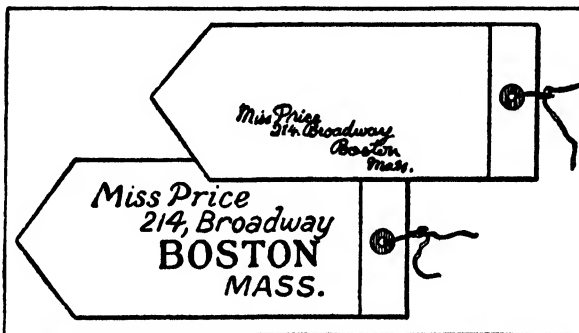 Miss Price
214. Broadway
Boston
Mass.
Miss Price
214, Broadway
BOSTON
MASS.